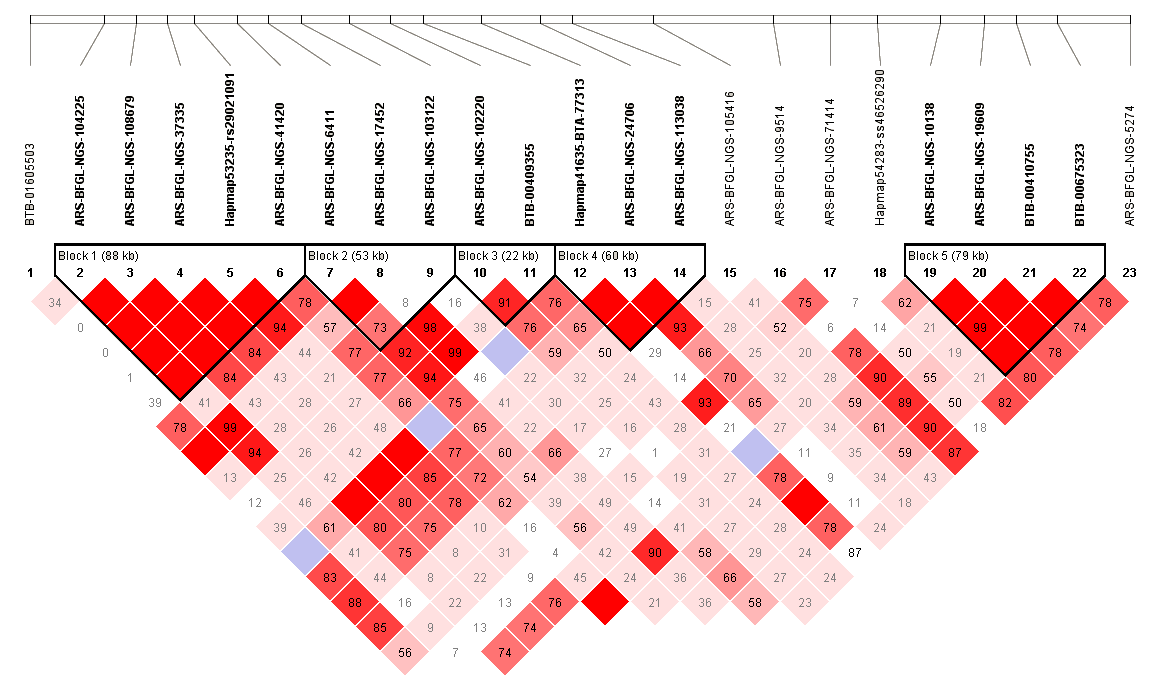 BTB-01605503
ARS-BFGL-NGS-104225
ARS-BFGL-NGS-108679
ARS-BFGL-NGS-37335
Hapmap53235-rs29021091
ARS-BFGL-NGS-41420
ARS-BFGL-NGS-6411
ARS-BFGL-NGS-17452
ARS-BFGL-NGS-103122
ARS-BFGL-NGS-102220
BTB-00409355
Hapmap41635-BTA-77313
ARS-BFGL-NGS-24706
ARS-BFGL-NGS-113038
ARS-BFGL-NGS-105416
ARS-BFGL-NGS-9514
ARS-BFGL-NGS-71414
Hapmap54283-ss46526290
ARS-BFGL-NGS-10138
ARS-BFGL-NGS-19609
BTB-00410755
BTB-00675323
ARS-BFGL-NGS-5274
Block 1 (88 kb) Block 2 (53 kb) Block 3 (22 kb) Block 4 (60 kb) Block 5 (79 kb)
1 2 3 4 5 6 7 8 9 10 11 12 13 14 15 16 17 18 19 20 21 22 23
34 78 8 16 91 76 15 41 75 7 62 78
0 94 57 73 98 38 76 65 93 28 52 6 14 21 99 74
0 84 44 77 92 99 59 50 29 66 25 20 78 50 19 78
1 84 43 21 77 94 46 22 32 24 14 70 32 28 90 55 21 80
39 41 43 28 27 66 75 41 30 25 43 93 65 20 59 89 50 82
78 99 28 26 48 65 22 17 16 28 21 27 34 61 90 18
94 26 42 77 60 66 27 1 31 11 35 59 87
13 25 42 85 72 54 38 15 19 27 78 9 34 43
12 46 80 78 62 39 49 14 31 24 11 18
39 61 80 75 10 16 56 49 41 27 28 78 24
41 75 8 31 4 42 90 58 29 24 87
83 44 8 22 9 45 24 36 66 27 24
88 16 22 13 76 21 36 58 23
85 9 13 74
56 7 74